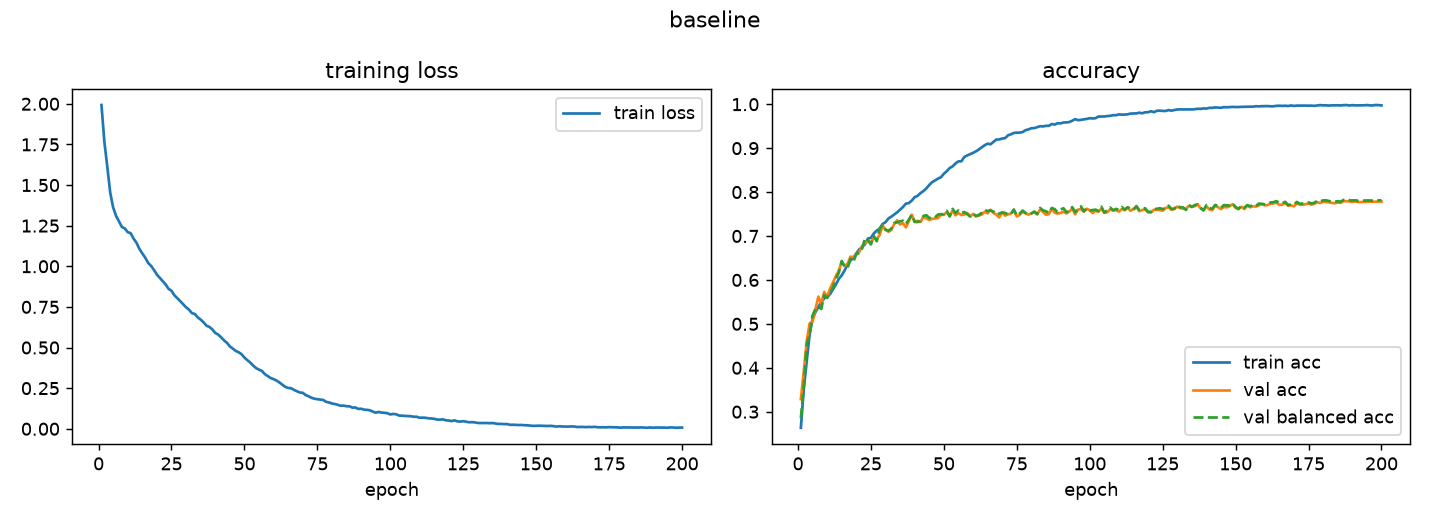 baseline
training loss
2.00
1.75
1.50
1.25
1.00
0.75
0.50
0.25
0.00
train loss
0 25 50 75 100 125 150 175 200
epoch
accuracy
1.0
0.9
0.8
0.7
0.6
0.5
0.4
0.3
train acc
val acc
val balanced acc
0 25 50 75 100 125 150 175 200
epoch